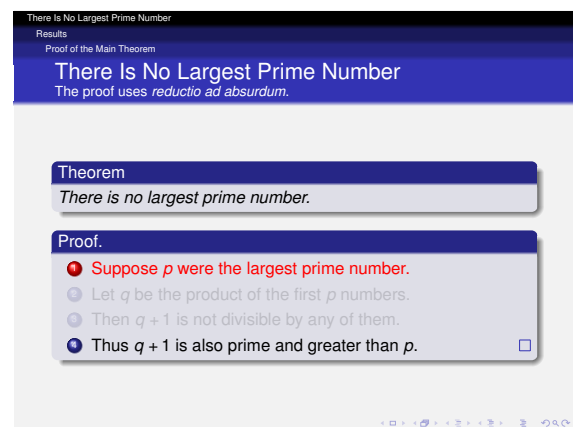 There Is No Largest Prime Number
Results
Proof of the Main Theorem
There Is No Largest Prime Number
The proof uses reductio ad absurdum.
Theorem
There is no largest prime number.
Proof.
1 Suppose p were the largest prime number.
2 Let q be the product of the first p numbers.
3 Then q + 1 is not divisible by any of them.
4 Thus q + 1 is also prime and greater than p.